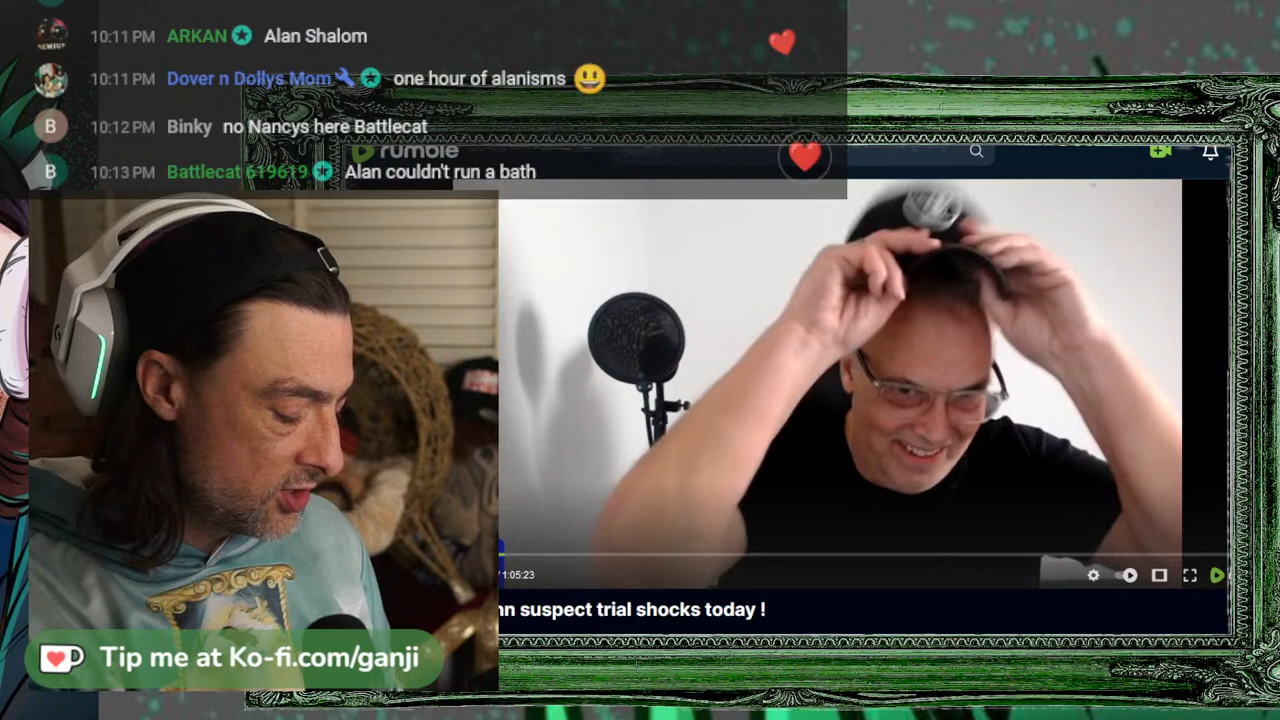 10:11 PM ARKAN Alan Shalom
10:11 PM Dover n Dollys Mom one hour of alanisms
B 10:12 PM Binky no Nancys here Battlecat
rumble
B 10:13 PM Battlecat 619619 Alan couldn't run a bath
1:05:23
suspect trial shocks today !
Tip me at Ko-fi.com/ganji